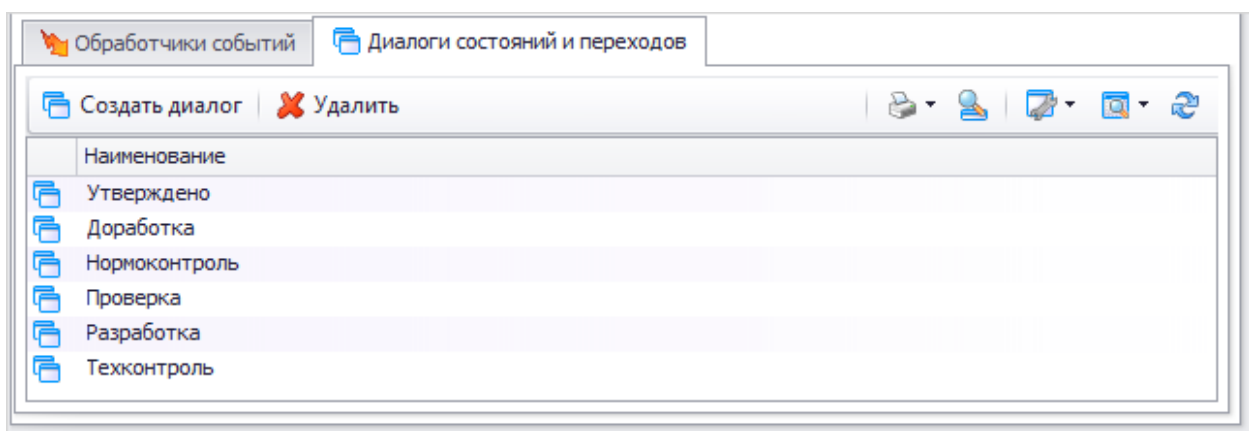 Обработчики событий Диалоги состояний и переходов
Создать диалог Удалить
Наименование
Утверждено
Доработка
Нормоконтроль
Проверка
Разработка
Техконтроль